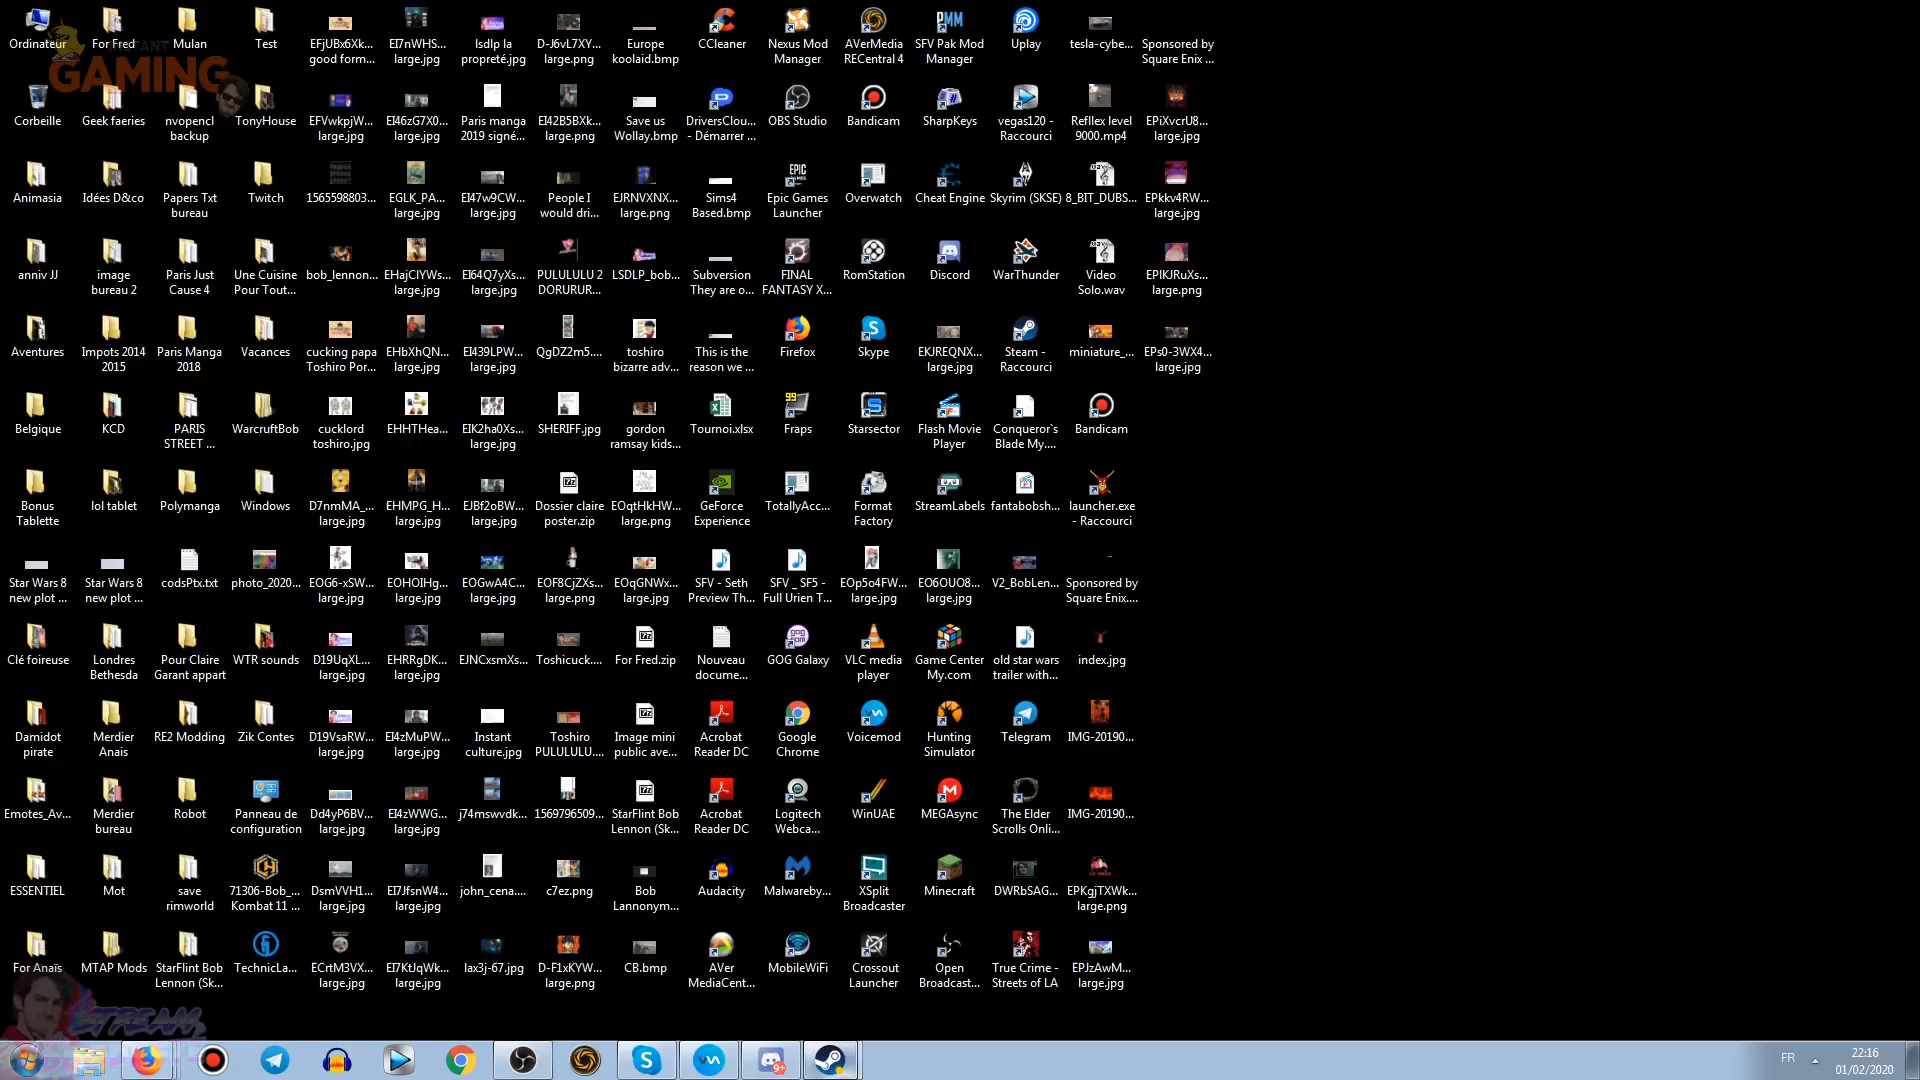 Ordinateur
For Fred
Mulan
Test
EFjUBx6Xk...
good form...
EI7nWHS...
large.jpg
lsdlp la
propreté.jpg
D-J6vL7XY...
large.png
Europe
koolaid.bmp
CCleaner
Nexus Mod
Manager
AVerMedia
RECentral 4
SFV Pak Mod
Manager
Uplay
tesla-cybe...
Sponsored by
Square Enix ...
GAMING
Corbeille
Geek faeries
nvopencl
backup
TonyHouse
EFVwkpjW...
large.jpg
EI46zG7X0...
large.jpg
Paris manga
2019 signé...
EI42B5BXk...
large.png
Save us
Wollay.bmp
DriversClou...
- Démarrer ...
OBS Studio
Bandicam
SharpKeys
vegas120 -
Raccourci
Refllex level
9000.mp4
EPiXvcrU8...
large.jpg
Animasia
Idées D&co
Papers Txt
bureau
Twitch
1565598803...
EGLK_PA...
large.jpg
EI47w9CW...
large.jpg
People I
would dri...
EJRNVXNX...
large.png
Sims4
Based.bmp
Epic Games
Launcher
Overwatch
Cheat Engine
Skyrim (SKSE)
8_BIT_DUBS...
EPkkv4RW...
large.jpg
anniv JJ
image
bureau 2
Paris Just
Cause 4
Une Cuisine
Pour Tout...
bob_lennon...
EHajClYWs...
large.jpg
EI64Q7yXs...
large.jpg
PULULULU 2
DORURUR...
LSDLP_bob...
Subversion
They are o...
FINAL
FANTASY X...
RomStation
Discord
WarThunder
Video
Solo.wav
EPIKJRuXs...
large.png
Aventures
Impots 2014
2015
Paris Manga
2018
Vacances
cucking papa
Toshiro Por...
EHbXhQN...
large.jpg
EI439LPW...
large.jpg
QgDZ2m5....
toshiro
bizarre adv...
This is the
reason we ...
Firefox
Skype
EKJREQNX...
large.jpg
Steam -
Raccourci
miniature_...
EPs0-3WX4...
large.jpg
Belgique
KCD
PARIS
STREET ...
WarcruftBob
cucklord
toshiro.jpg
EHHTHea...
EIK2ha0Xs...
large.jpg
SHERIFF.jpg
gordon
ramsay kids...
Tournoi.xlsx
Fraps
Starsector
Flash Movie
Player
Conqueror`s
Blade My....
Bandicam
Bonus
Tablette
lol tablet
Polymanga
Windows
D7nmMA_...
large.jpg
EHMPG_H...
large.jpg
EJBf2oBW...
large.jpg
Dossier claire
poster.zip
EOqtHkHW...
large.png
GeForce
Experience
TotallyAcc...
Format
Factory
StreamLabels
fantabobsh...
launcher.exe
- Raccourci
Star Wars 8
new plot ...
Star Wars 8
new plot ...
codsPtx.txt
photo_2020...
EOG6-xSW...
large.jpg
EOHOIHg...
large.jpg
EOGwA4C...
large.jpg
EOF8CjZXs...
large.png
EOqGNWx...
large.jpg
SFV - Seth
Preview Th...
SFV _ SF5 -
Full Urien T...
EOp5o4FW...
large.jpg
EO6OUO8...
large.jpg
V2_BobLen...
Sponsored by
Square Enix....
Clé foireuse
Londres
Bethesda
Pour Claire
Garant appart
WTR sounds
D19UqXL...
large.jpg
EHRRgDK...
large.jpg
EJNCxsmXs...
Toshicuck....
For Fred.zip
Nouveau
docume...
GOG Galaxy
VLC media
player
Game Center
My.com
old star wars
trailer with...
index.jpg
Damidot
pirate
Merdier
Anais
RE2 Modding
Zik Contes
D19VsaRW...
large.jpg
EI4zMuPW...
large.jpg
Instant
culture.jpg
Toshiro
PULULULU....
Image mini
public ave...
Acrobat
Reader DC
Google
Chrome
Voicemod
Hunting
Simulator
Telegram
IMG-20190...
Emotes_Av...
Merdier
bureau
Robot
Panneau de
configuration
Dd4yP6BV...
large.jpg
EI4zWWG...
large.jpg
j74mswvdk...
1569796509...
StarFlint Bob
Lennon (Sk...
Acrobat
Reader DC
Logitech
Webca...
WinUAE
MEGAsync
The Elder
Scrolls Onli...
IMG-20190...
ESSENTIEL
Mot
save
rimworld
71306-Bob_...
Kombat 11 ...
DsmVVH1...
large.jpg
EI7JfsnW4...
large.jpg
john_cena....
c7ez.png
Bob
Lannonym...
Audacity
Malwareby...
XSplit
Broadcaster
Minecraft
DWRbSAG...
EPKgjTXWk...
large.png
For Anaïs
MTAP Mods
StarFlint Bob
Lennon (Sk...
TechnicLa...
ECrtM3VX...
large.jpg
EI7KtJqWk...
large.jpg
lax3j-67.jpg
D-F1xKYW...
large.png
CB.bmp
AVer
MediaCent...
MobileWiFi
Crossout
Launcher
Open
Broadcast...
True Crime -
Streets of LA
EPJzAwM...
large.jpg
STREAM
FR
22:16
01/02/2020